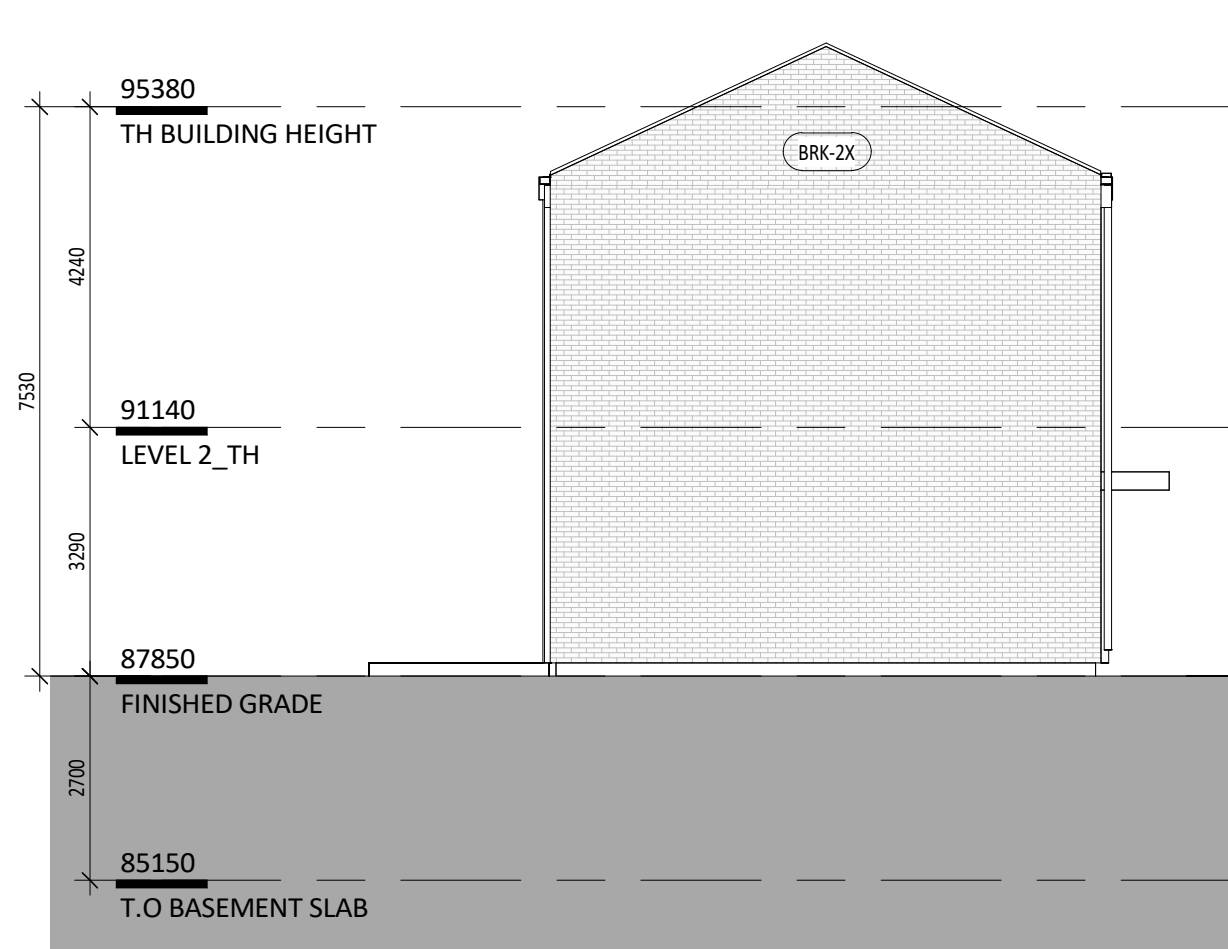 95380
TH BUILDING HEIGHT
BRK-2X
4240
7530
91140
LEVEL 2_TH
3290
87850
FINISHED GRADE
2700
85150
T.O BASEMENT SLAB